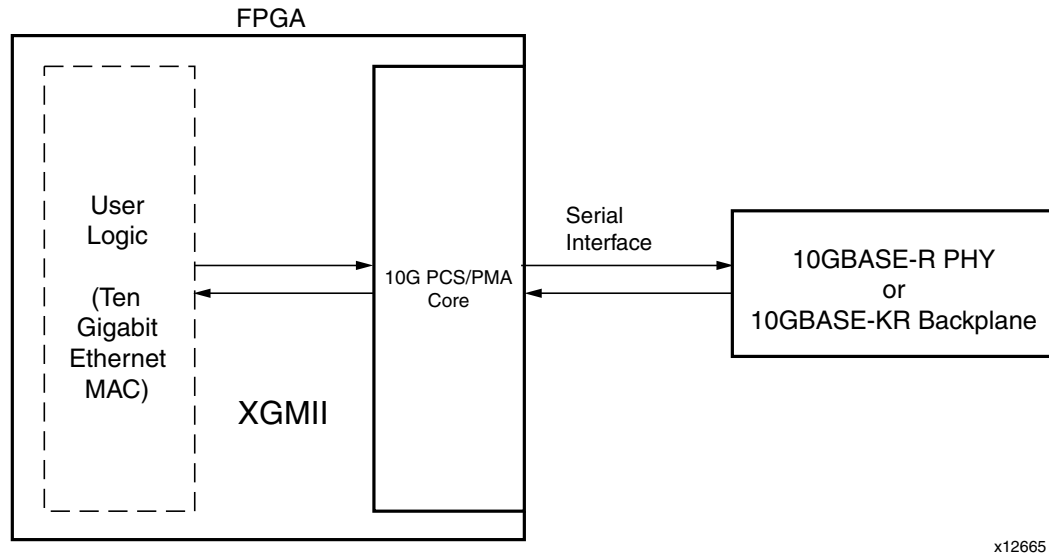 FPGA
User
Logic
(Ten
Gigabit
Ethernet
MAC)
XGMII
10G PCS/PMA
Core
Serial
Interface
10GBASE-R PHY
or
10GBASE-KR Backplane
x12665